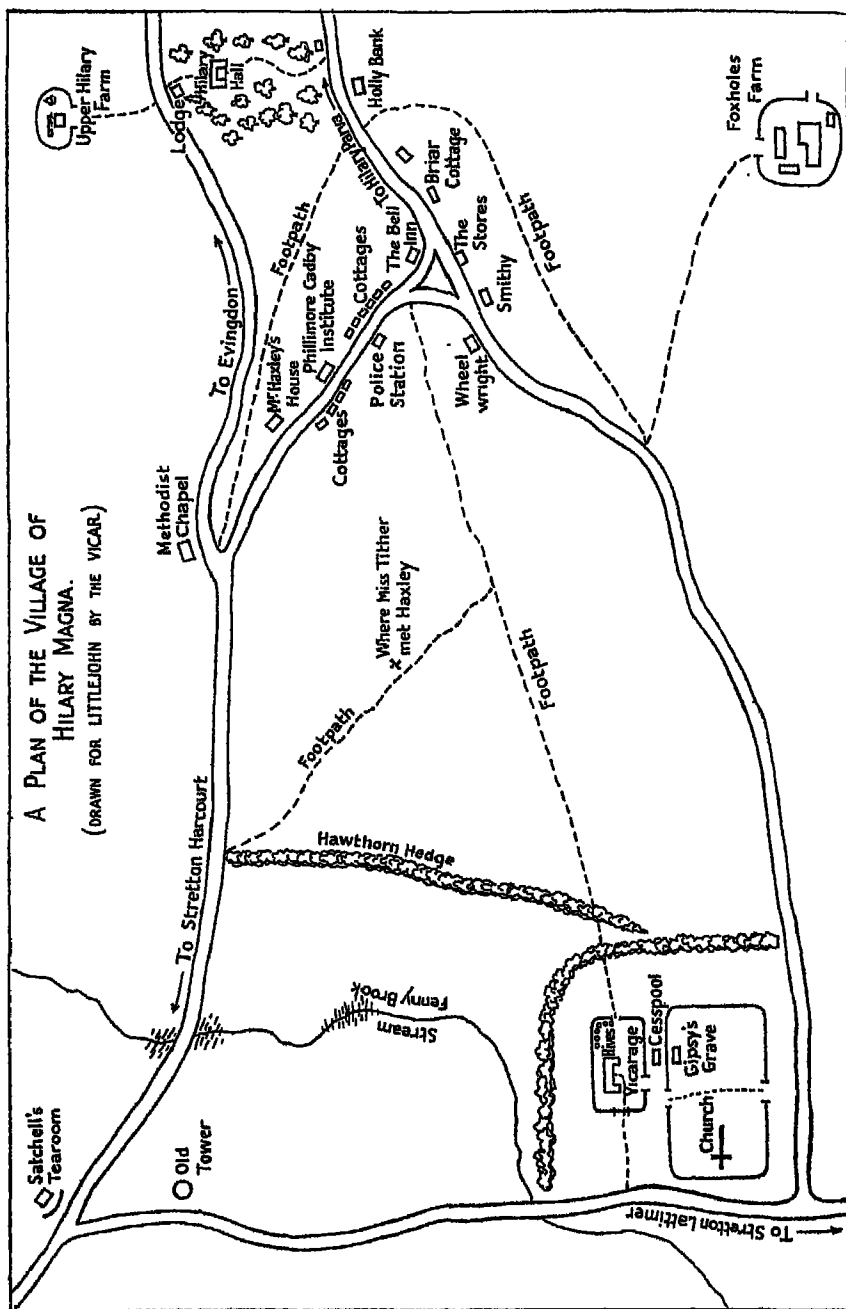 A PLAN OF THE VILLAGE OF
HILARY MAGNA.
(DRAWN FOR LITTLEJOHN BY THE VICAR.)
Satchell's
Tearoom
Old
Tower
To Stretton Harcourt
Methodist
Chapel
To Evingdon
Upper Hilary
Farm
Lodge
Hilary
Hall
Footpath
To Hilary Parva
Holly Bank
Mr. Haxley's
House
Phillimore Cadby
Institute
Cottages
The Bell
Inn
Briar
Cottage
Cottages
Police
Station
The
Stores
Smithy
Wheel
wright
Footpath
Foxholes
Farm
Where Miss Tither
met Haxley
Footpath
Footpath
Hawthorn Hedge
Fenny Brook
Stream
Hives
Vicarage
Cesspool
Gipsy's
Grave
Church
To Stretton Lattimer